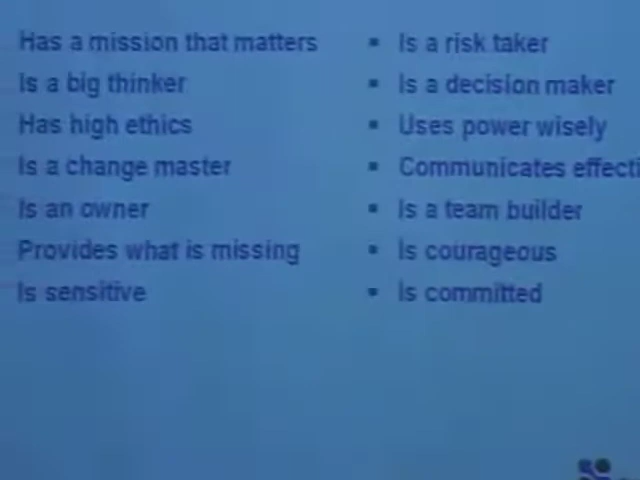 Has a mission that matters
Is a big thinker
Has high ethics
Is a change master
Is an owner
Provides what is missing
Is sensitive
▪ Is a risk taker
▪ Is a decision maker
▪ Uses power wisely
▪ Communicates effecti
▪ Is a team builder
▪ Is courageous
▪ Is committed